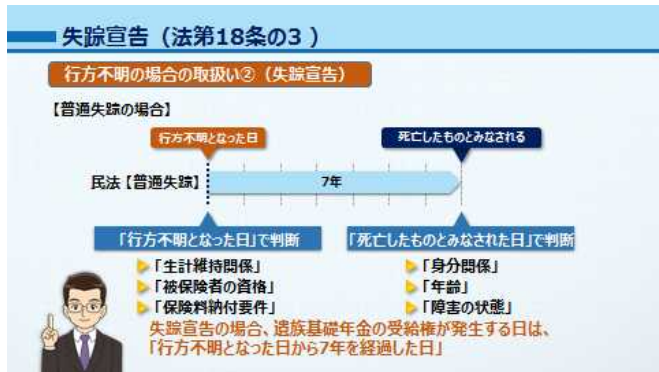 失踪宣告（法第18条の3 ）
行方不明の場合の取扱い②（失踪宣告）
【普通失踪の場合】
行方不明となった日
死亡したものとみなされる
民法【普通失踪】
7年
「行方不明となった日」で判断
「死亡したものとみなされた日」で判断
「生計維持関係」
「被保険者の資格」
「保険料納付要件」
「身分関係」
「年齢」
「障害の状態」
失踪宣告の場合、遺族基礎年金の受給権が発生する日は、
「行方不明となった日から7年を経過した日」